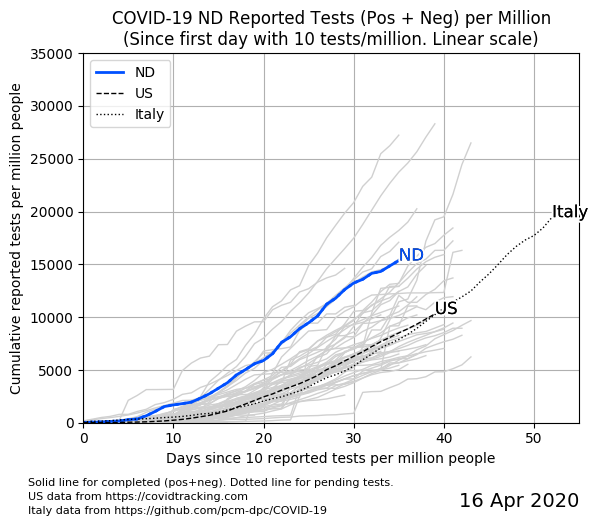 COVID-19 ND Reported Tests (Pos + Neg) per Million
(Since first day with 10 tests/million. Linear scale)
Cumulative reported tests per million people
35000
30000
25000
20000
15000
10000
5000
0
ND
US
Italy
Italy
ND
US
0 10 20 30 40 50
Days since 10 reported tests per million people
Solid line for completed (pos+neg). Dotted line for pending tests.
US data from https://covidtracking.com
Italy data from https://github.com/pcm-dpc/COVID-19
16 Apr 2020